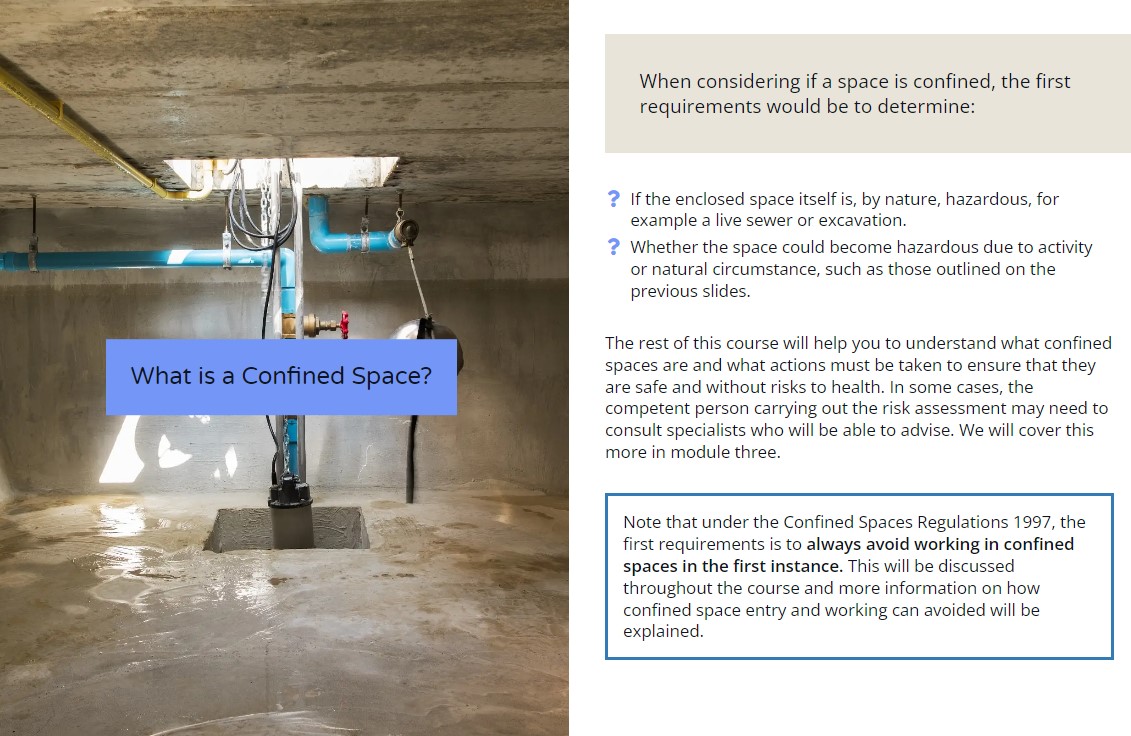 What is a Confined Space?
When considering if a space is confined, the first
requirements would be to determine:
? If the enclosed space itself is, by nature, hazardous, for
example a live sewer or excavation.
? Whether the space could become hazardous due to activity
or natural circumstance, such as those outlined on the
previous slides.
The rest of this course will help you to understand what confined
spaces are and what actions must be taken to ensure that they
are safe and without risks to health. In some cases, the
competent person carrying out the risk assessment may need to
consult specialists who will be able to advise. We will cover this
more in module three.
Note that under the Confined Spaces Regulations 1997, the
first requirements is to always avoid working in confined
spaces in the first instance. This will be discussed
throughout the course and more information on how
confined space entry and working can avoided will be
explained.